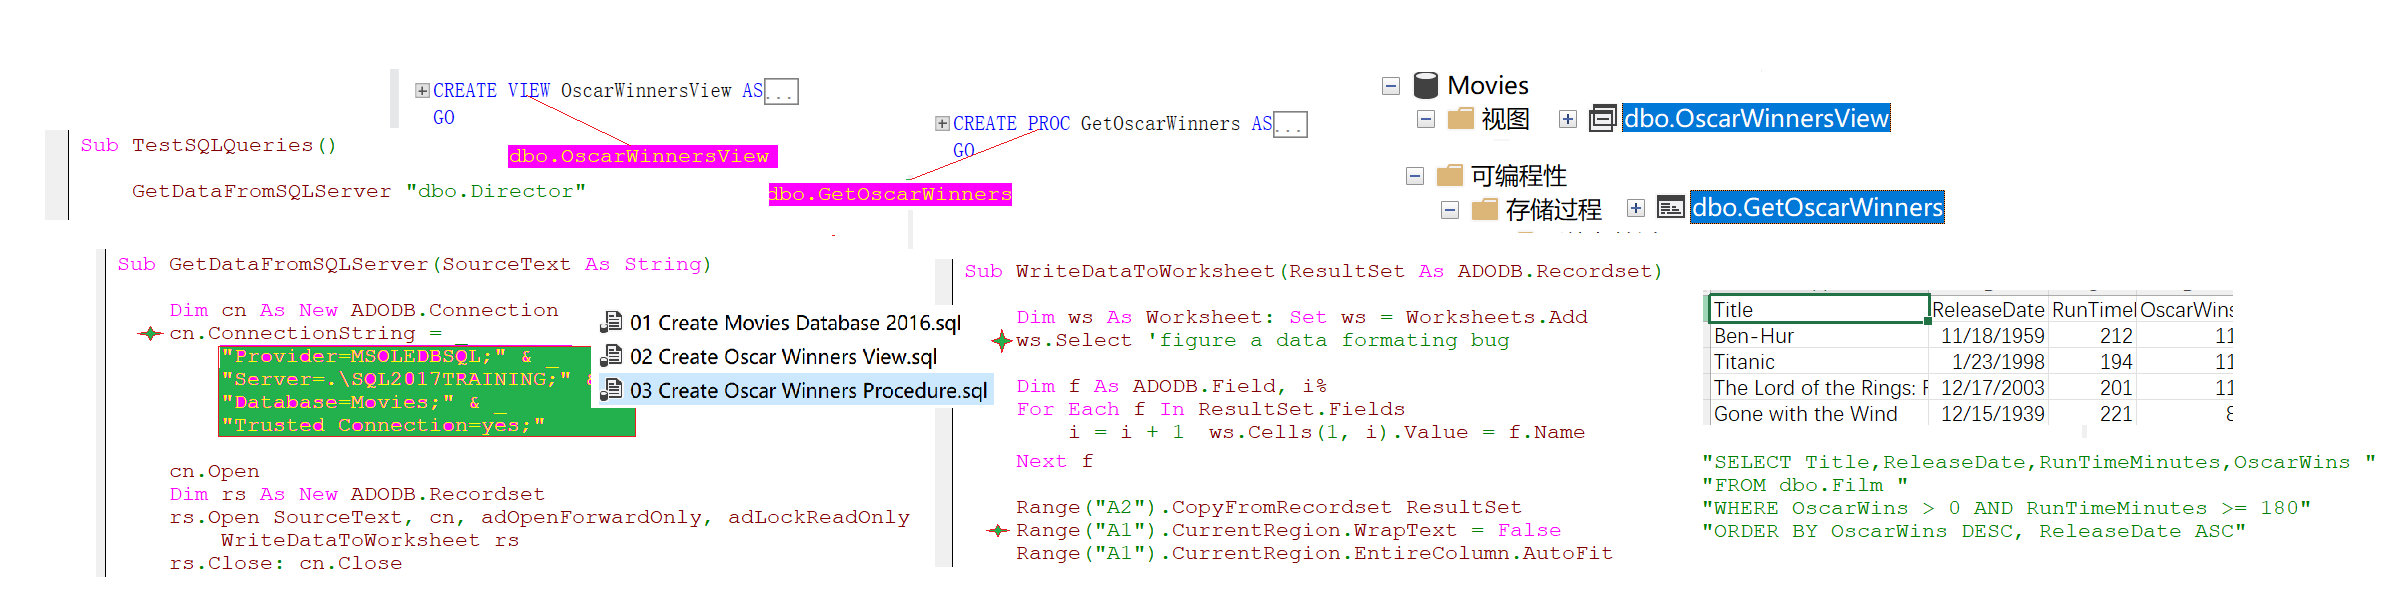 CREATE VIEW OscarWinnersView AS...
GO
dbo.OscarWinnersView
CREATE PROC GetOscarWinners AS...
GO
dbo.GetOscarWinners
Movies
视图 dbo.OscarWinnersView
可编程性
存储过程 dbo.GetOscarWinners
Sub TestSQLQueries()
GetDataFromSQLServer "dbo.Director"
Sub GetDataFromSQLServer(SourceText As String)
Dim cn As New ADODB.Connection
cn.ConnectionString =
"Provider=MSOLEDBSQL;" & _
"Server=.\SQL2017TRAINING;" &
"Database=Movies;" & _
"Trusted Connection=yes;"
cn.Open
Dim rs As New ADODB.Recordset
rs.Open SourceText, cn, adOpenForwardOnly, adLockReadOnly
WriteDataToWorksheet rs
rs.Close: cn.Close
01 Create Movies Database 2016.sql
02 Create Oscar Winners View.sql
03 Create Oscar Winners Procedure.sql
Sub WriteDataToWorksheet(ResultSet As ADODB.Recordset)
Dim ws As Worksheet: Set ws = Worksheets.Add
ws.Select 'figure a data formating bug
Dim f As ADODB.Field, i%
For Each f In ResultSet.Fields
i = i + 1 ws.Cells(1, i).Value = f.Name
Next f
Range("A2").CopyFromRecordset ResultSet
Range("A1").CurrentRegion.WrapText = False
Range("A1").CurrentRegion.EntireColumn.AutoFit
Title ReleaseDate RunTimeI OscarWins
Ben-Hur 11/18/1959 212 11
Titanic 1/23/1998 194 11
The Lord of the Rings: F 12/17/2003 201 11
Gone with the Wind 12/15/1939 221 8
"SELECT Title,ReleaseDate,RunTimeMinutes,OscarWins "
"FROM dbo.Film "
"WHERE OscarWins > 0 AND RunTimeMinutes >= 180"
"ORDER BY OscarWins DESC, ReleaseDate ASC"